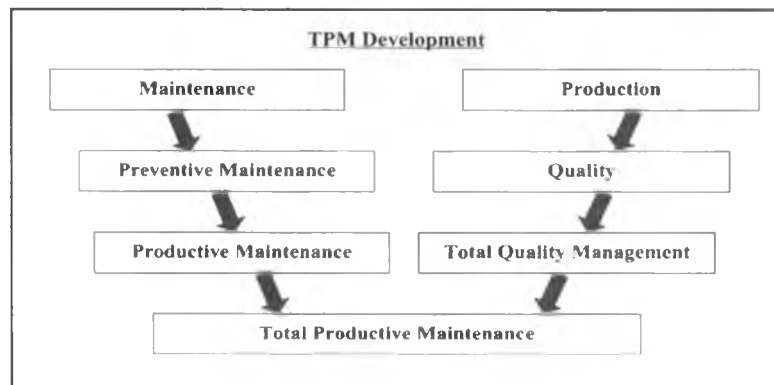 TPM Development
Maintenance
Production
Preventive Maintenance
Quality
Productive Maintenance
Total Quality Management
Total Productive Maintenance